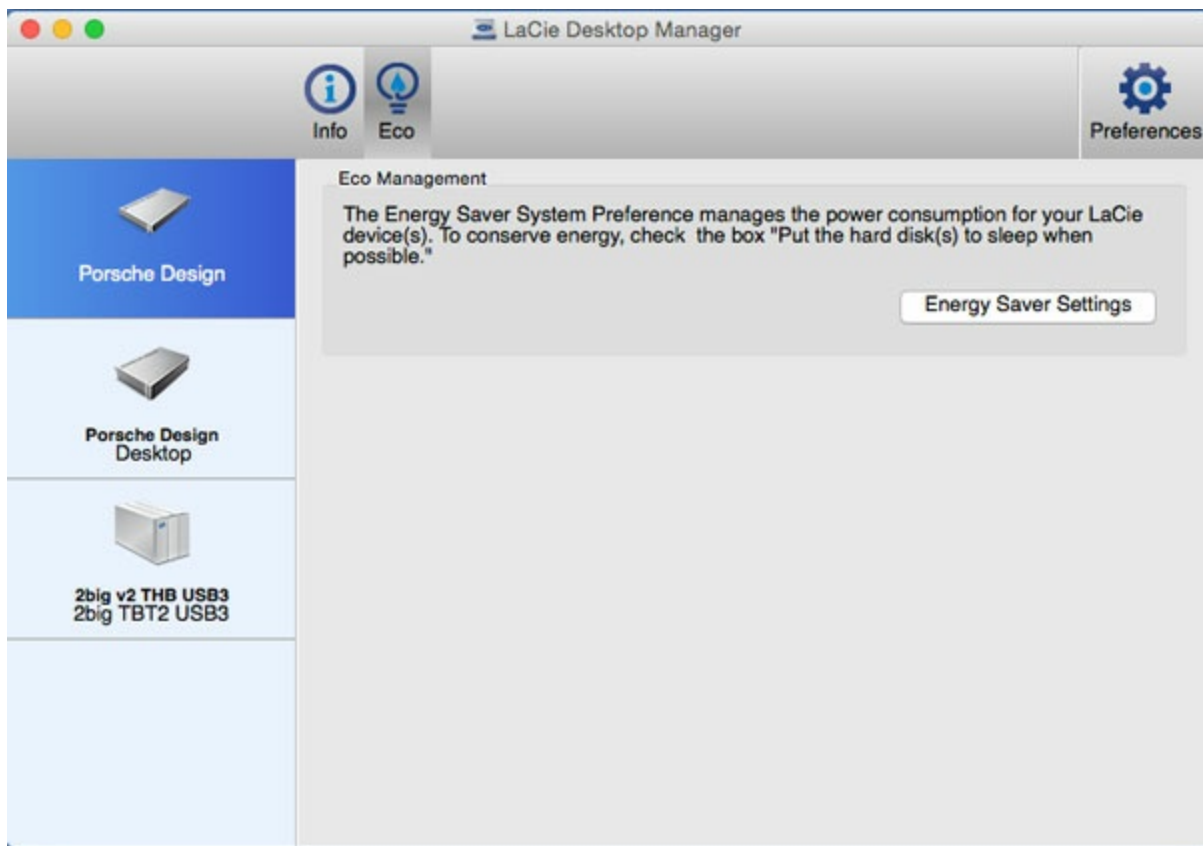 LaCie Desktop Manager
Info
Eco
Preferences
Porsche Design
Porsche Design
Desktop
2big v2 THB USB3
2big TBT2 USB3
Eco Management
The Energy Saver System Preference manages the power consumption for your LaCie
device(s). To conserve energy, check  the box "Put the hard disk(s) to sleep when
possible."
Energy Saver Settings